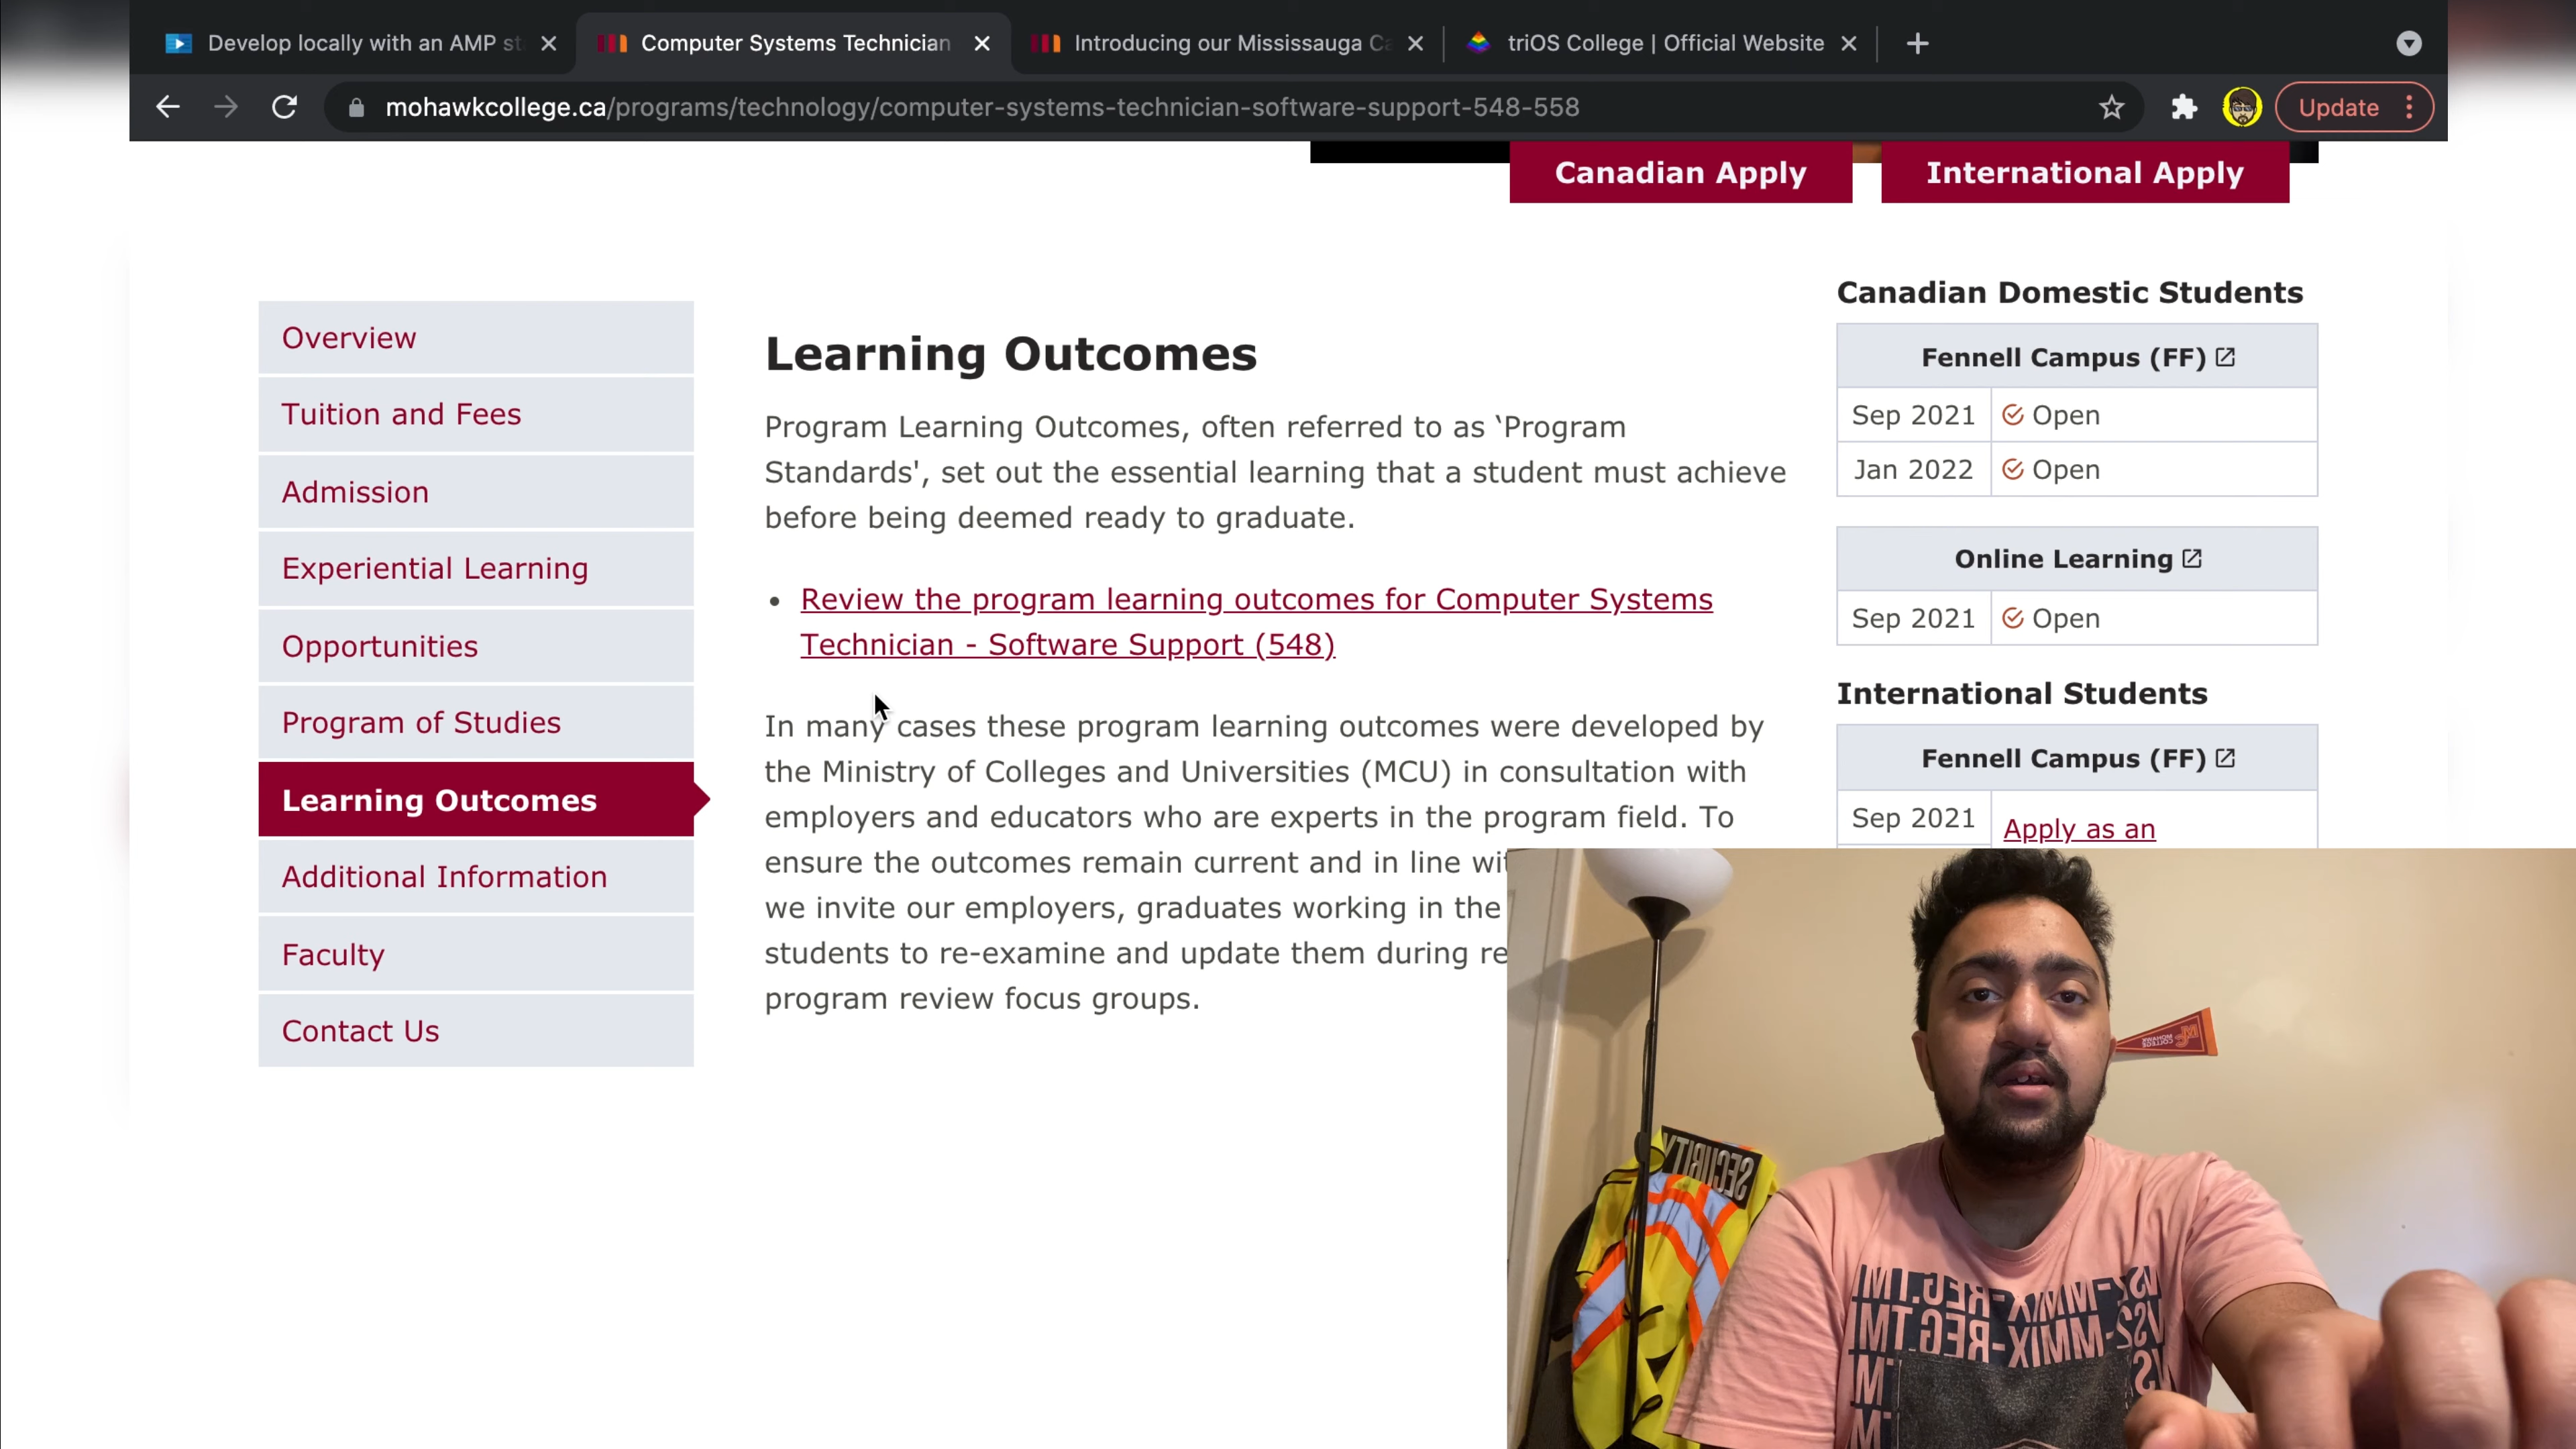 Develop locally with an AMP st
Computer Systems Technician
Introducing our Mississauga Ca
triOS College | Official Website
mohawkcollege.ca/programs/technology/computer-systems-technician-software-support-548-558
Update
Canadian Apply
International Apply
Overview
Tuition and Fees
Admission
Experiential Learning
Opportunities
Program of Studies
Learning Outcomes
Additional Information
Faculty
Contact Us
Learning Outcomes
Program Learning Outcomes, often referred to as ‘Program
Standards', set out the essential learning that a student must achieve
before being deemed ready to graduate.
• Review the program learning outcomes for Computer Systems
Technician - Software Support (548)
In many cases these program learning outcomes were developed by
the Ministry of Colleges and Universities (MCU) in consultation with
employers and educators who are experts in the program field. To
ensure the outcomes remain current and in line wit
we invite our employers, graduates working in the
students to re-examine and update them during re
program review focus groups.
Canadian Domestic Students
Fennell Campus (FF)
Sep 2021 Open
Jan 2022 Open
Online Learning
Sep 2021 Open
International Students
Fennell Campus (FF)
Sep 2021 Apply as an
MOHAWK
COLLEGE
SECURITY